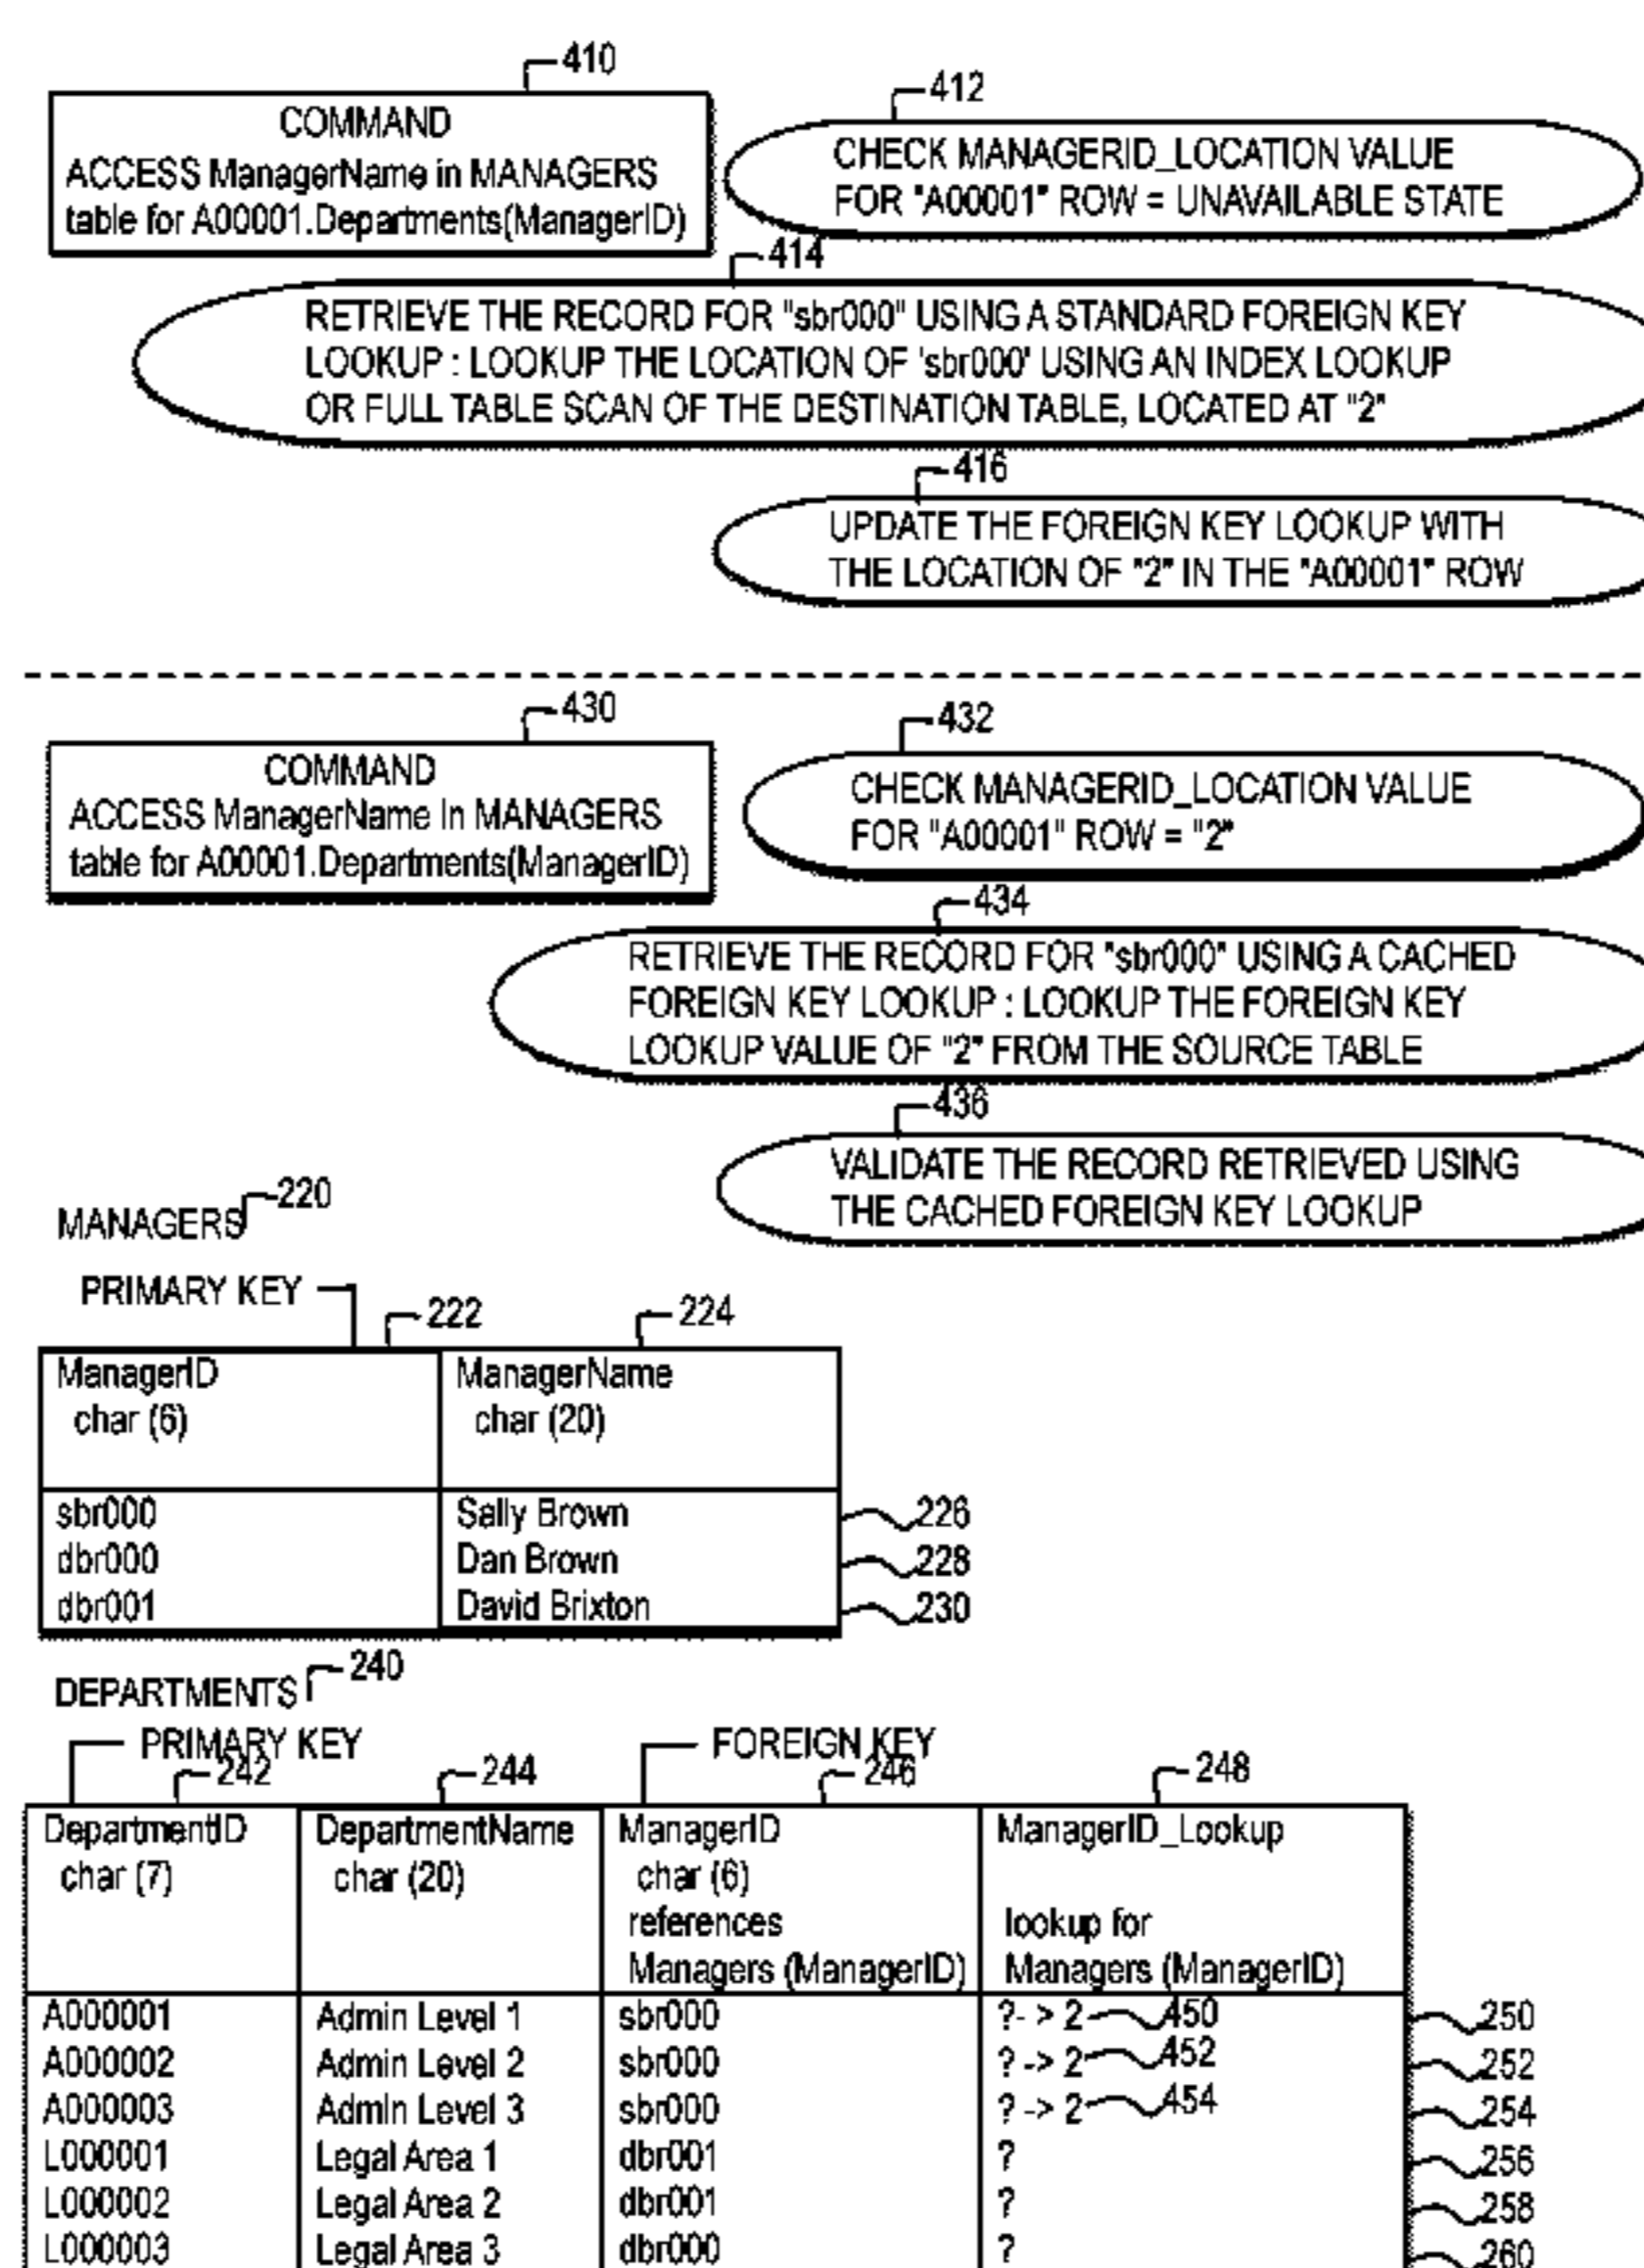 410
COMMAND
ACCESS ManagerName in MANAGERS
table for A00001.Departments(ManagerID)
412
CHECK MANAGERID_LOCATION VALUE
FOR "A00001" ROW = UNAVAILABLE STATE
414
RETRIEVE THE RECORD FOR "sbr000" USING A STANDARD FOREIGN KEY
LOOKUP : LOOKUP THE LOCATION OF 'sbr000' USING AN INDEX LOOKUP
OR FULL TABLE SCAN OF THE DESTINATION TABLE, LOCATED AT "2"
416
UPDATE THE FOREIGN KEY LOOKUP WITH
THE LOCATION OF "2" IN THE "A00001" ROW
430
COMMAND
ACCESS ManagerName In MANAGERS
table for A00001.Departments(ManagerID)
432
CHECK MANAGERID_LOCATION VALUE
FOR "A00001" ROW = "2"
434
RETRIEVE THE RECORD FOR "sbr000" USING A CACHED
FOREIGN KEY LOOKUP : LOOKUP THE FOREIGN KEY
LOOKUP VALUE OF "2" FROM THE SOURCE TABLE
436
VALIDATE THE RECORD RETRIEVED USING
THE CACHED FOREIGN KEY LOOKUP
MANAGERS 220
PRIMARY KEY 222 224
ManagerID ManagerName
char (6) char (20)
sbr000 Sally Brown 226
dbr000 Dan Brown 228
dbr001 David Brixton 230
DEPARTMENTS 240
PRIMARY KEY FOREIGN KEY
242 244 246 248
DepartmentID DepartmentName ManagerID ManagerID_Lookup
char (7) char (20) char (6)
references lookup for
Managers (ManagerID) Managers (ManagerID)
A000001 Admin Level 1 sbr000 ?- > 2 450 250
A000002 Admin Level 2 sbr000 ? -> 2 452 252
A000003 Admin Level 3 sbr000 ? -> 2 454 254
L000001 Legal Area 1 dbr001 ? 256
L000002 Legal Area 2 dbr001 ? 258
L000003 Legal Area 3 dbr000 ? 260